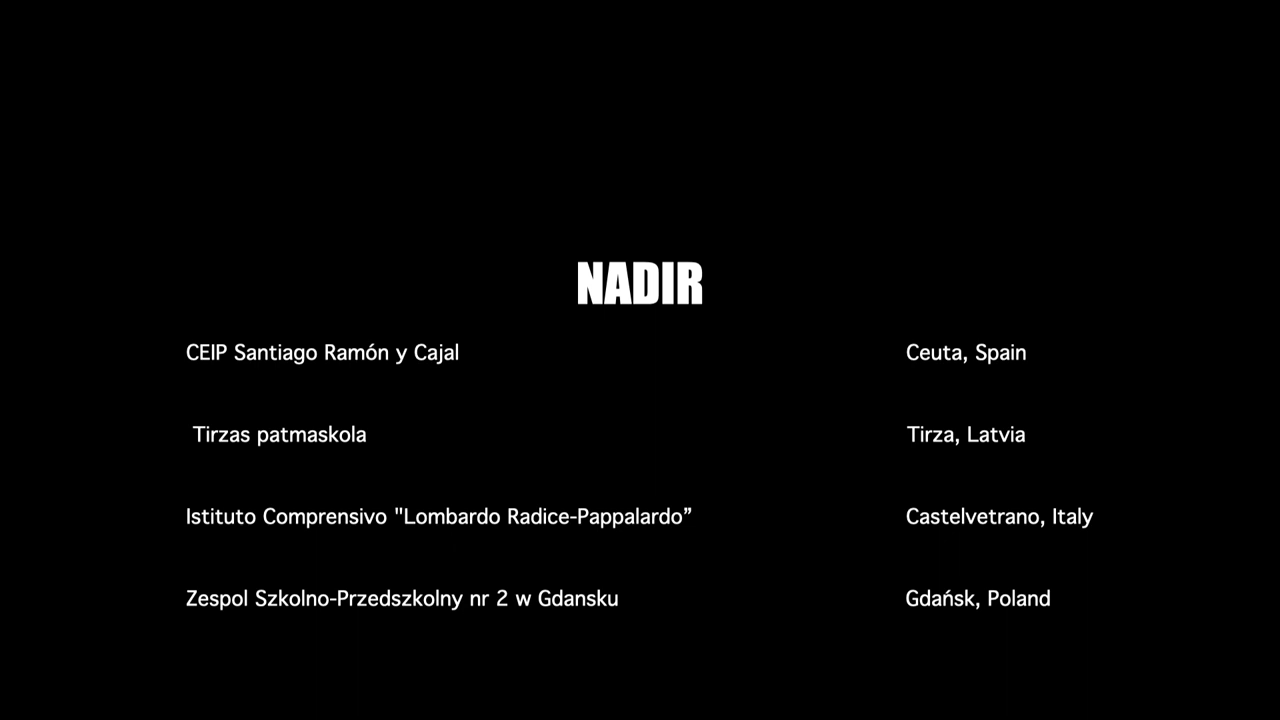 NADIR
CEIP Santiago Ramón y Cajal Ceuta, Spain
Tirzas patmaskola Tirza, Latvia
Istituto Comprensivo "Lombardo Radice-Pappalardo” Castelvetrano, Italy
Zespol Szkolno-Przedszkolny nr 2 w Gdansku Gdańsk, Poland